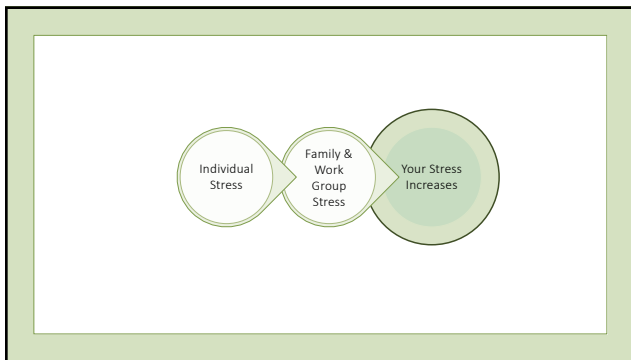 Individual
Stress
Family &
Work
Group
Stress
Your Stress
Increases